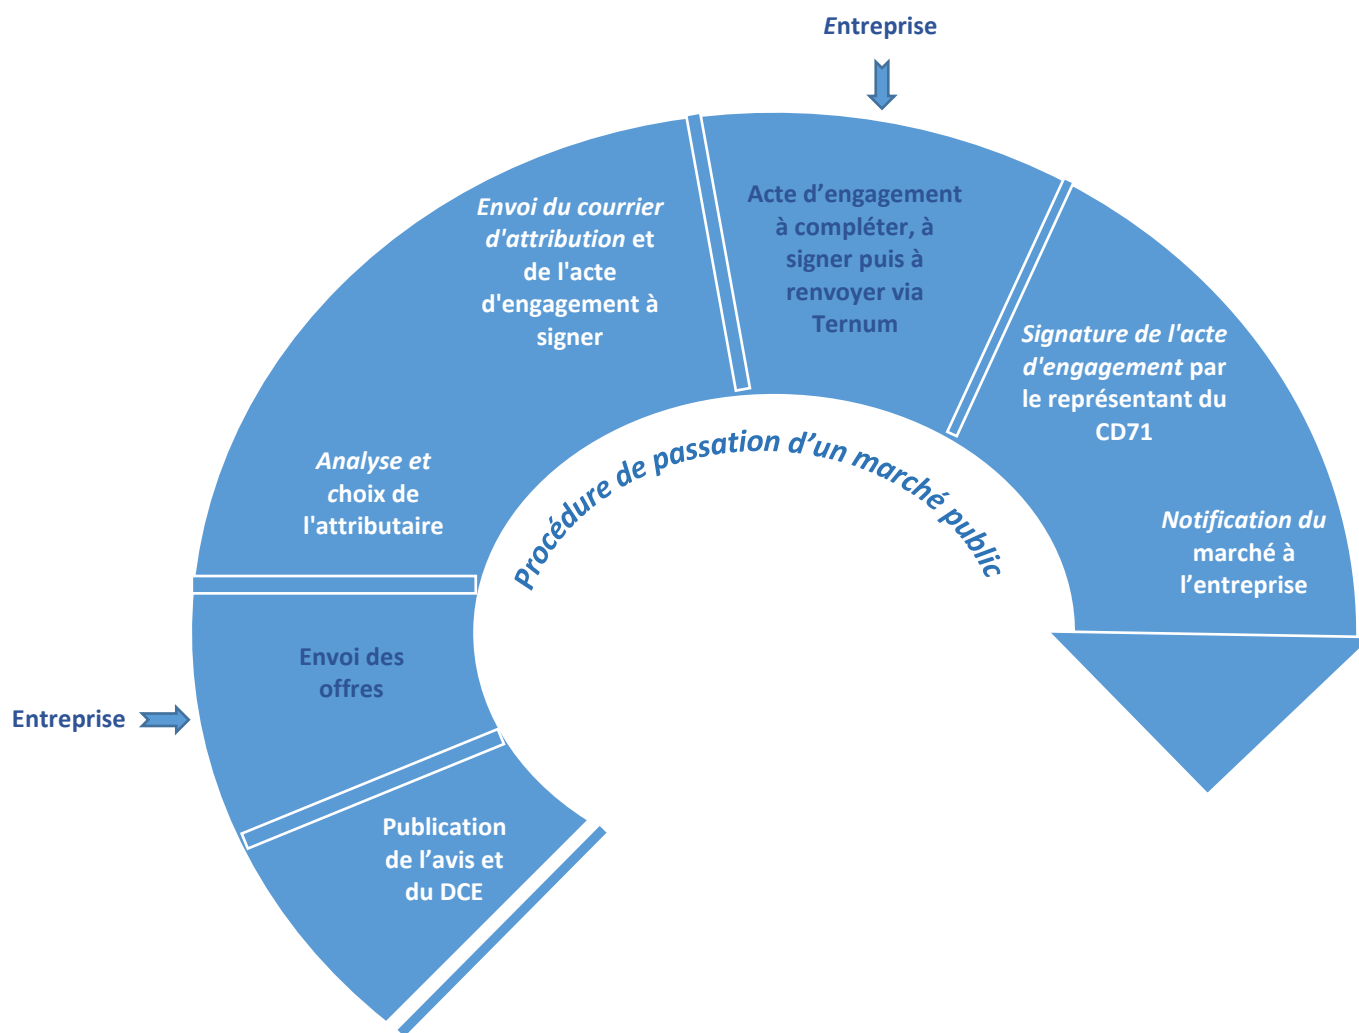 Entreprise
Acte d’engagement
à compléter, à
signer puis à
renvoyer via
Ternum
Envoi du courrier
d'attribution et
de l'acte
d'engagement à
signer
Signature de l'acte
d'engagement par
le représentant du
CD71
Analyse et
choix de
l'attributaire
Procédure de passation d’un marché public
Notification du
marché à
l’entreprise
Envoi des
offres
Entreprise
Publication
de l’avis et
du DCE